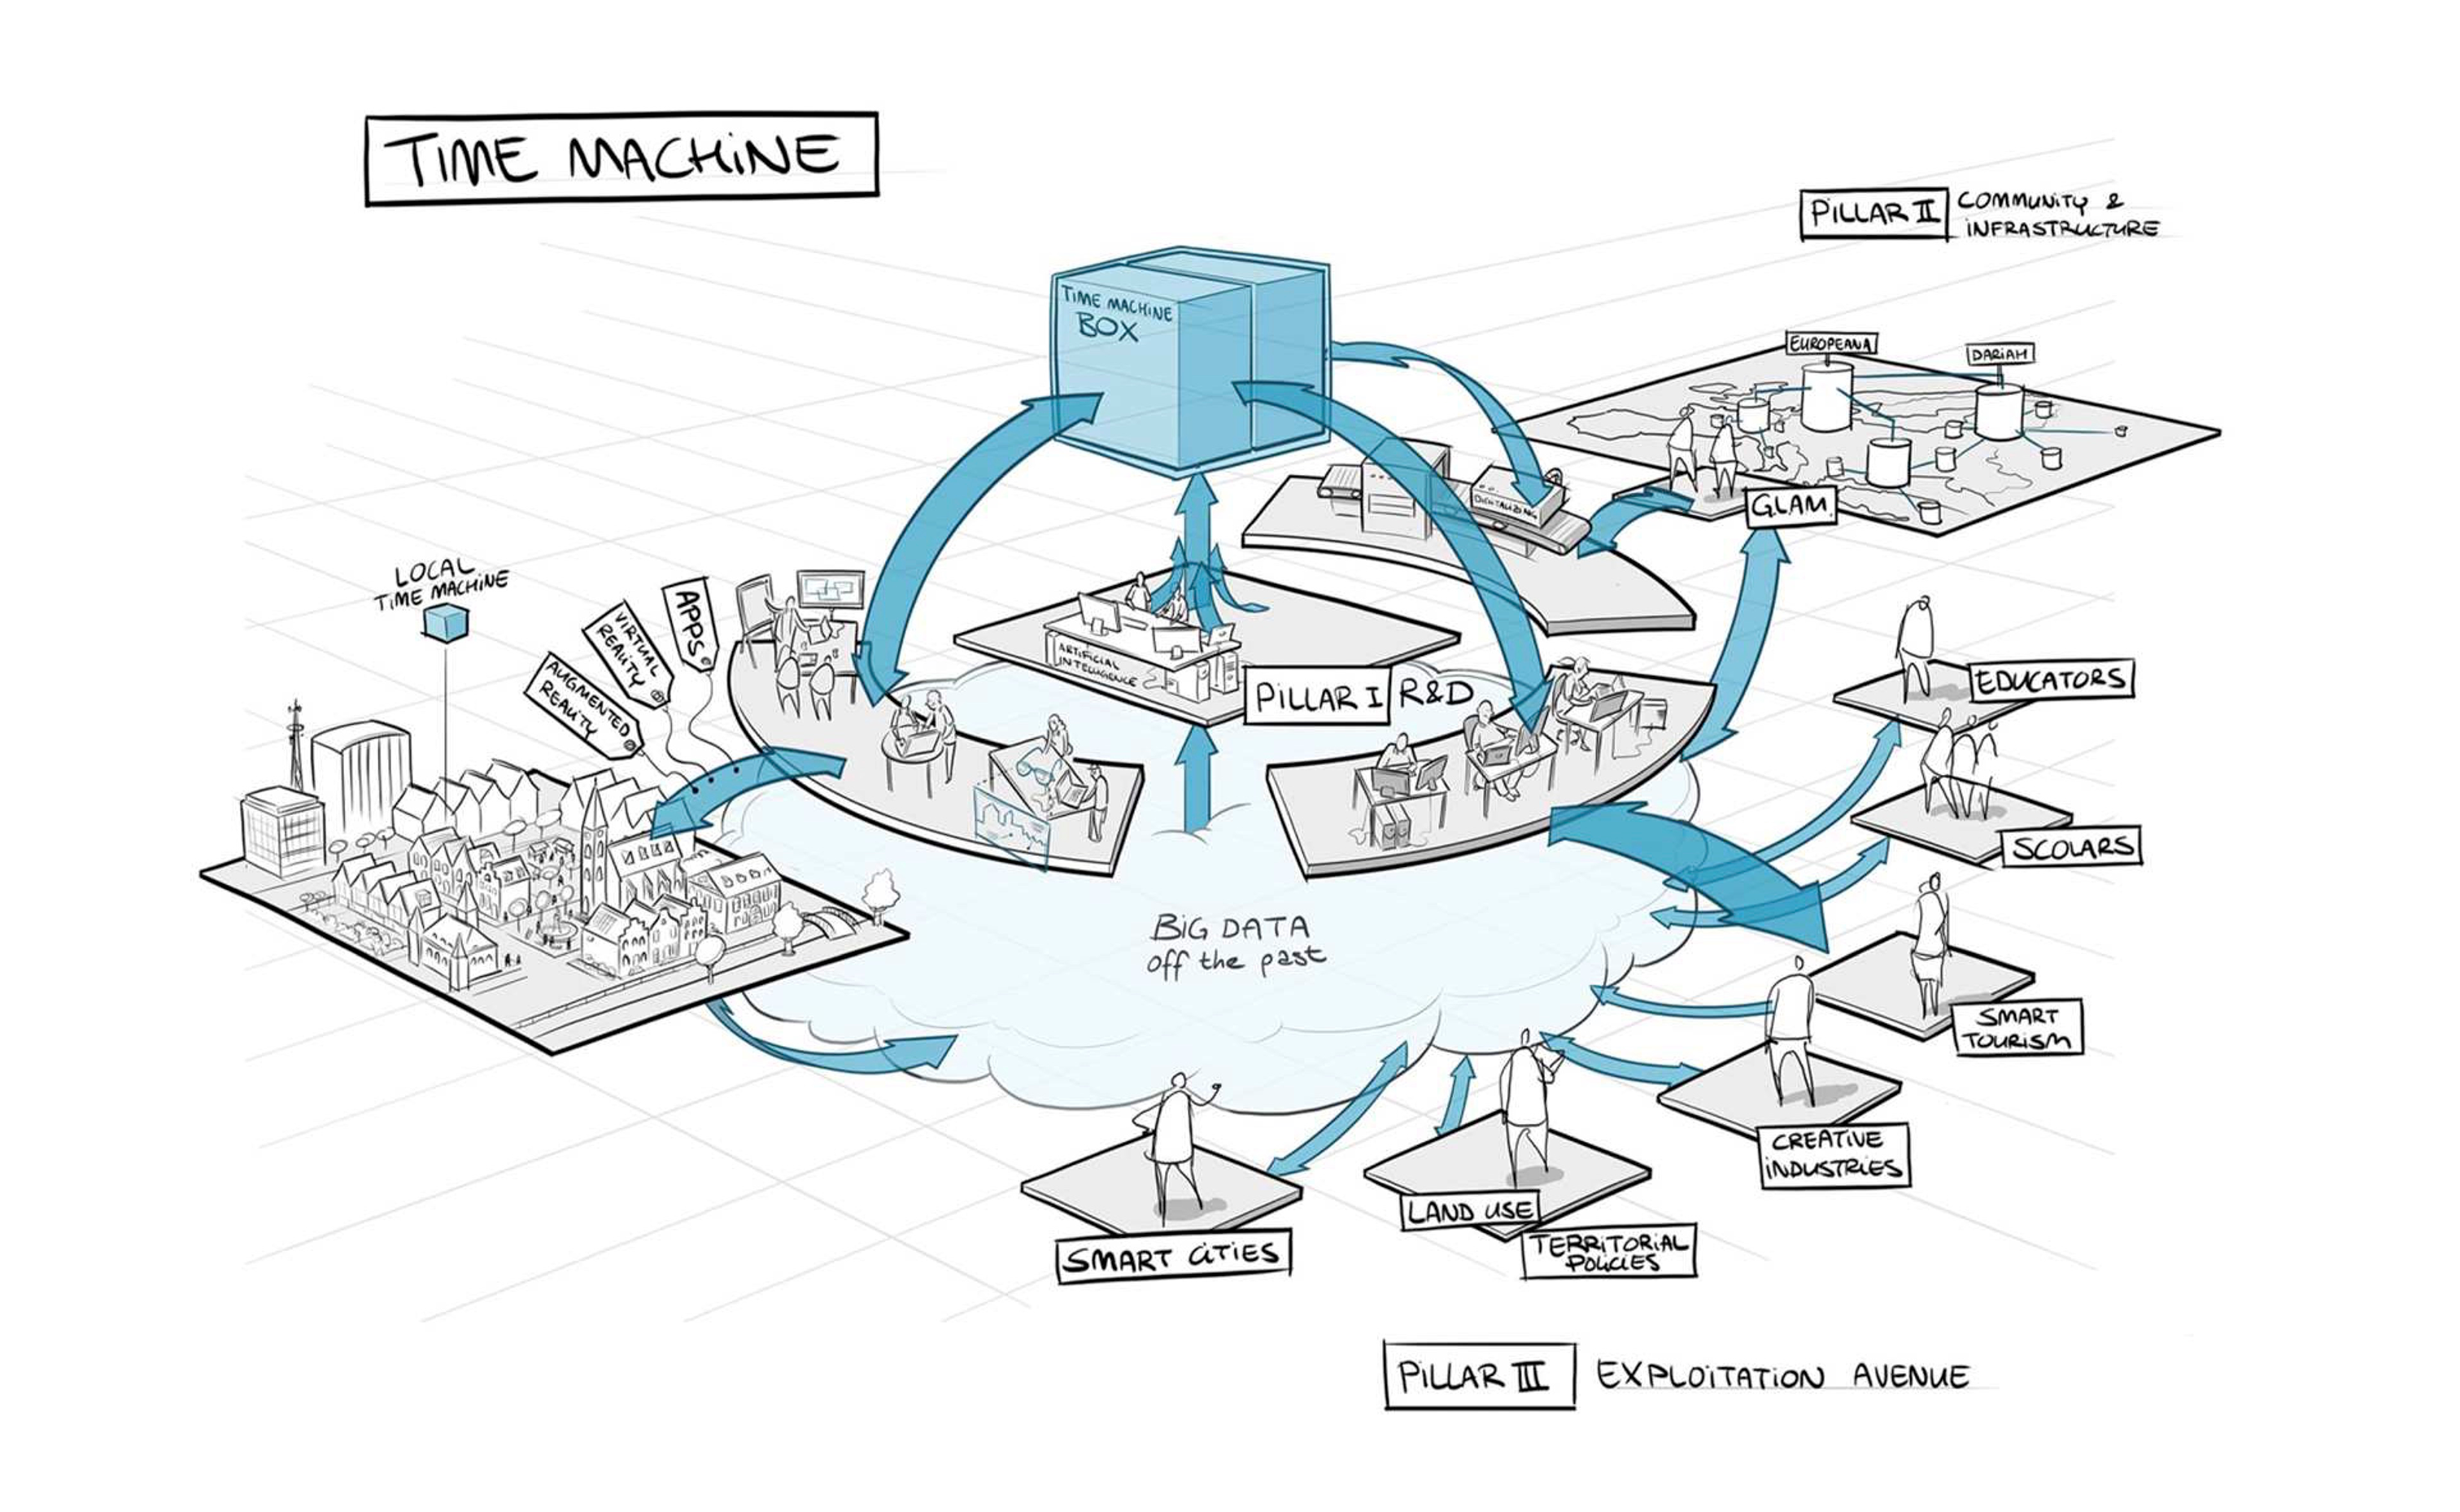 TIME MACHINE
PILLAR II
COMMUNITY &
INFRASTRUCTURE
TIME MACHINE
BOX
EUROPEANA
DARIAH
DIGITALIZING
GLAM
LOCAL
TIME MACHINE
APPS
VIRTUAL
REALITY
AUGMENTED
REALITY
ARTIFICIAL
INTELLIGENCE
PILLAR I
R&D
EDUCATORS
SCOLARS
BIG DATA
off the past
SMART
TOURISM
CREATIVE
INDUSTRIES
LAND USE
TERRITORIAL
POLICIES
SMART CITIES
PILLAR III
EXPLOITATION AVENUE